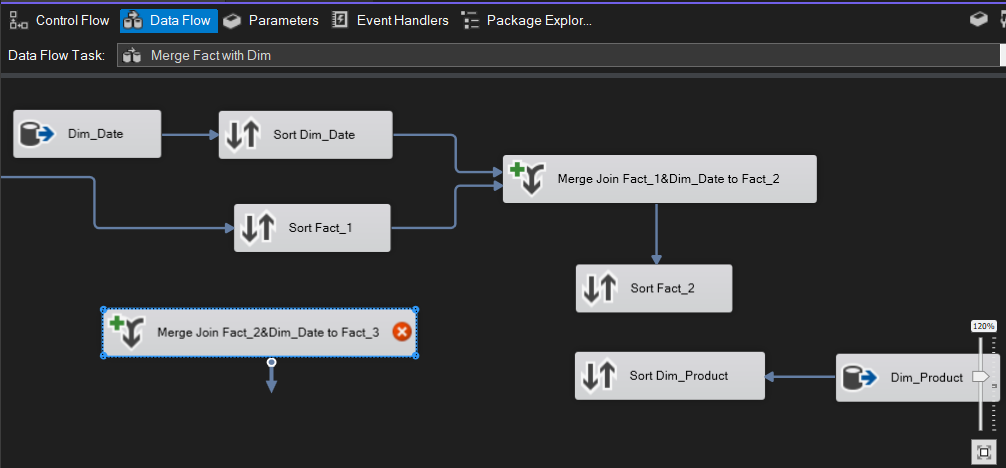 Control Flow Data Flow Parameters Event Handlers Package Explor...
Data Flow Task: Merge Fact with Dim
Dim_Date
Sort Dim_Date
Merge Join Fact_1&Dim_Date to Fact_2
Sort Fact_1
Sort Fact_2
Merge Join Fact_2&Dim_Date to Fact_3
120%
Sort Dim_Product
Dim_Product